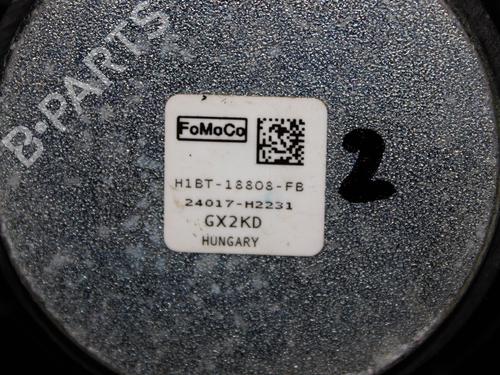 B-PARTS
FoMoCo
H1BT-18808-FB
24017-H2231
GX2KD
HUNGARY
2